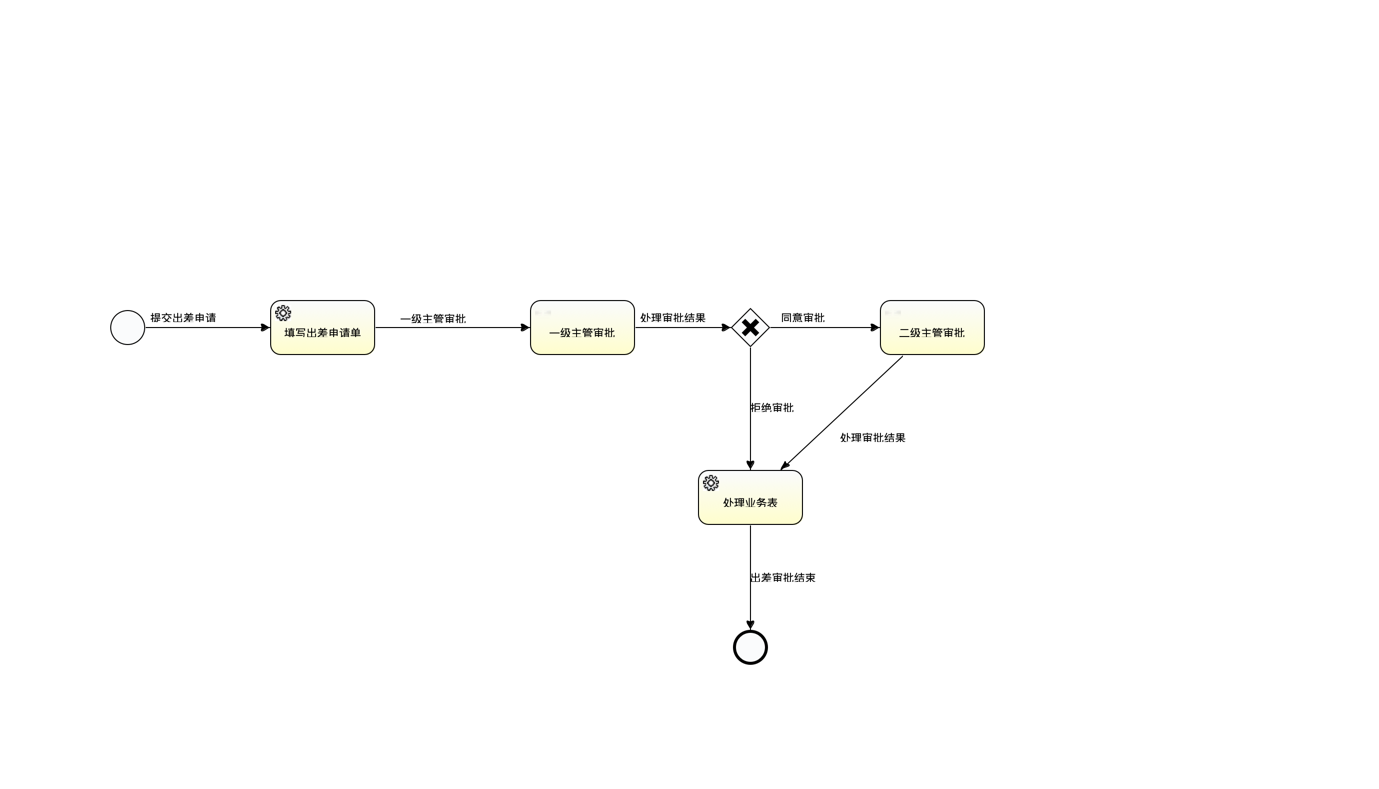 提交出差申请
填写出差申请单
一级主管审批
一级主管审批
处理审批结果
同意审批
二级主管审批
拒绝审批
处理审批结果
处理业务表
出差审批结束